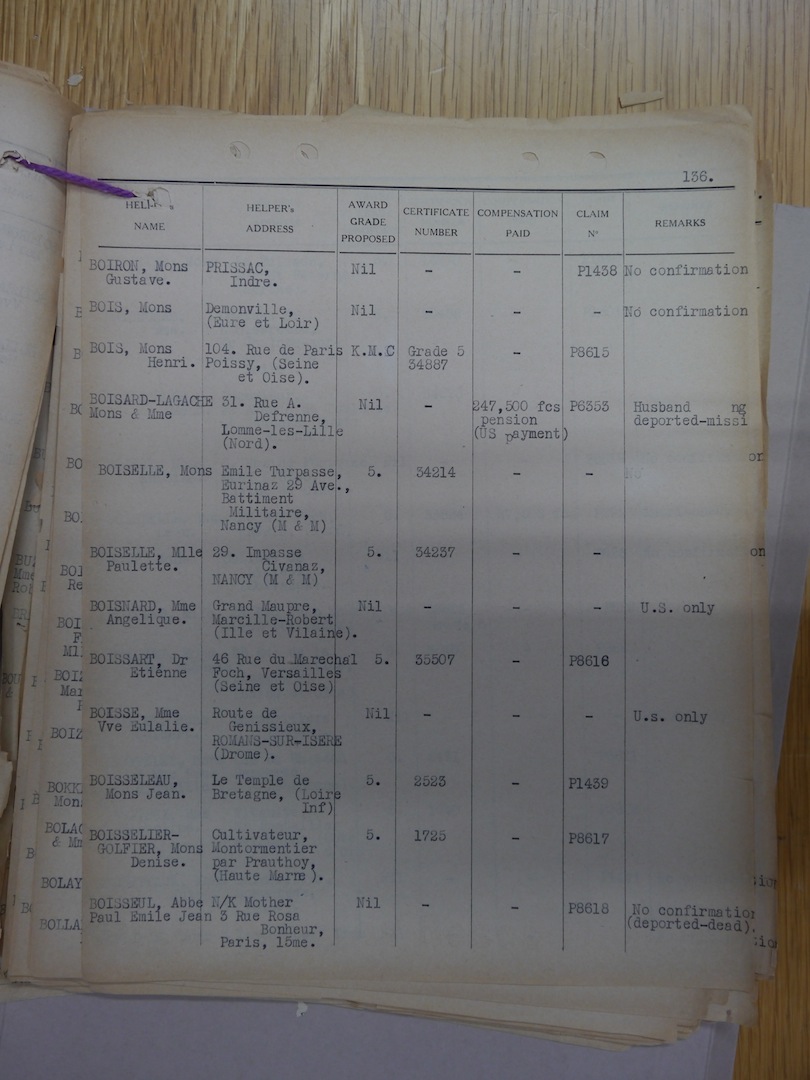 136.
HELPER's NAME
HELPER's ADDRESS
AWARD GRADE PROPOSED
CERTIFICATE NUMBER
COMPENSATION PAID
CLAIM Nº
REMARKS
BOIRON, Mons PRISSAC, Nil - - P1438 No confirmation
Gustave. Indre.
BOIS, Mons Demonville, Nil - - - No confirmation
(Eure et Loir)
BOIS, Mons 104. Rue de Paris K.M.C Grade 5 - P8615
Henri. Poissy, (Seine 34887
et Oise).
BOISARD-LAGACHE 31. Rue A. Nil - 247,500 fcs P6353 Husband ng
Mons & Mme Defrenne, pension deported-missi
Lomme-les-Lille (US payment)
(Nord).
BOISELLE, Mons Emile Turpasse, 5. 34214 - -
Eurinaz 29 Ave.,
Battiment
Militaire,
Nancy (M & M)
BOISELLE, Mlle 29. Impasse 5. 34237 - -
Paulette. Civanaz,
NANCY (M & M)
BOISNARD, Mme Grand Maupre, Nil - - - U.S. only
Angelique. Marcille-Robert
(Ille et Vilaine).
BOISSART, Dr 46 Rue du Marechal 5. 35507 - P8616
Etienne Foch, Versailles
(Seine et Oise)
BOISSE, Mme Route de Nil - - - U.s. only
Vve Eulalie. Genissieux,
ROMANS-SUR-ISERE
(Drome).
BOISSELEAU, Le Temple de 5. 2523 - P1439
Mons Jean. Bretagne, (Loire
Inf)
BOISSELIER- Cultivateur, 5. 1725 - P8617
GOLFIER, Mons Montormentier
Denise. par Prauthoy,
(Haute Marne).
BOISSEUL, Abbe N/K Mother Nil - - P8618 No confirmation
Paul Emile Jean 3 Rue Rosa (deported-dead).
Bonheur,
Paris, 15me.